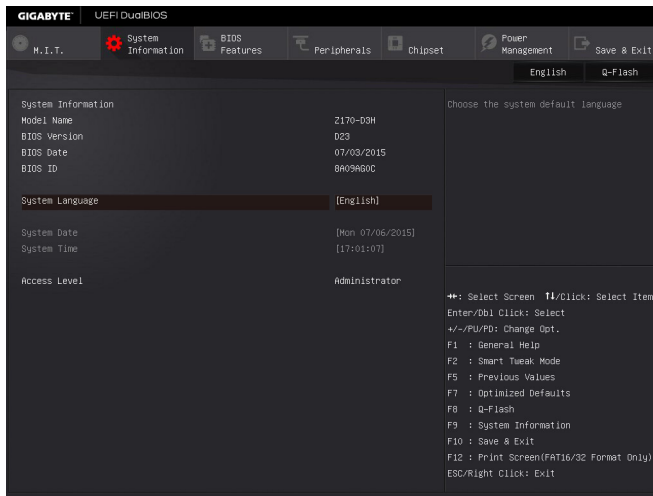 GIGABYTE™ UEFI DualBIOS
M.I.T.
System Information
BIOS Features
Peripherals
Chipset
Power Management
Save & Exit
English Q-Flash
System Information
Model Name Z170-D3H
BIOS Version D23
BIOS Date 07/03/2015
BIOS ID 8A09AG0C
System Language [English]
System Date [Mon 07/06/2015]
System Time [17:01:07]
Access Level Administrator
Choose the system default language
→←: Select Screen ↑↓/Click: Select Item
Enter/Dbl Click: Select
+/-/PU/PD: Change Opt.
F1 : General Help
F2 : Smart Tweak Mode
F5 : Previous Values
F7 : Optimized Defaults
F8 : Q-Flash
F9 : System Information
F10 : Save & Exit
F12 : Print Screen(FAT16/32 Format Only)
ESC/Right Click: Exit